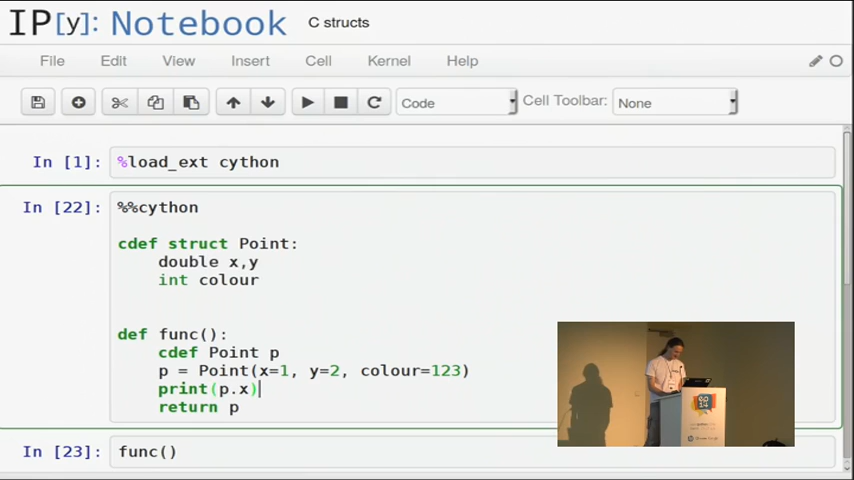 IP[y]: Notebook C structs
File Edit View Insert Cell Kernel Help
Code Cell Toolbar: None
In [1]: %load_ext cython
In [22]: %%cython
cdef struct Point:
double x,y
int colour
def func():
cdef Point p
p = Point(x=1, y=2, colour=123)
print(p.x)
return p
In [23]: func()